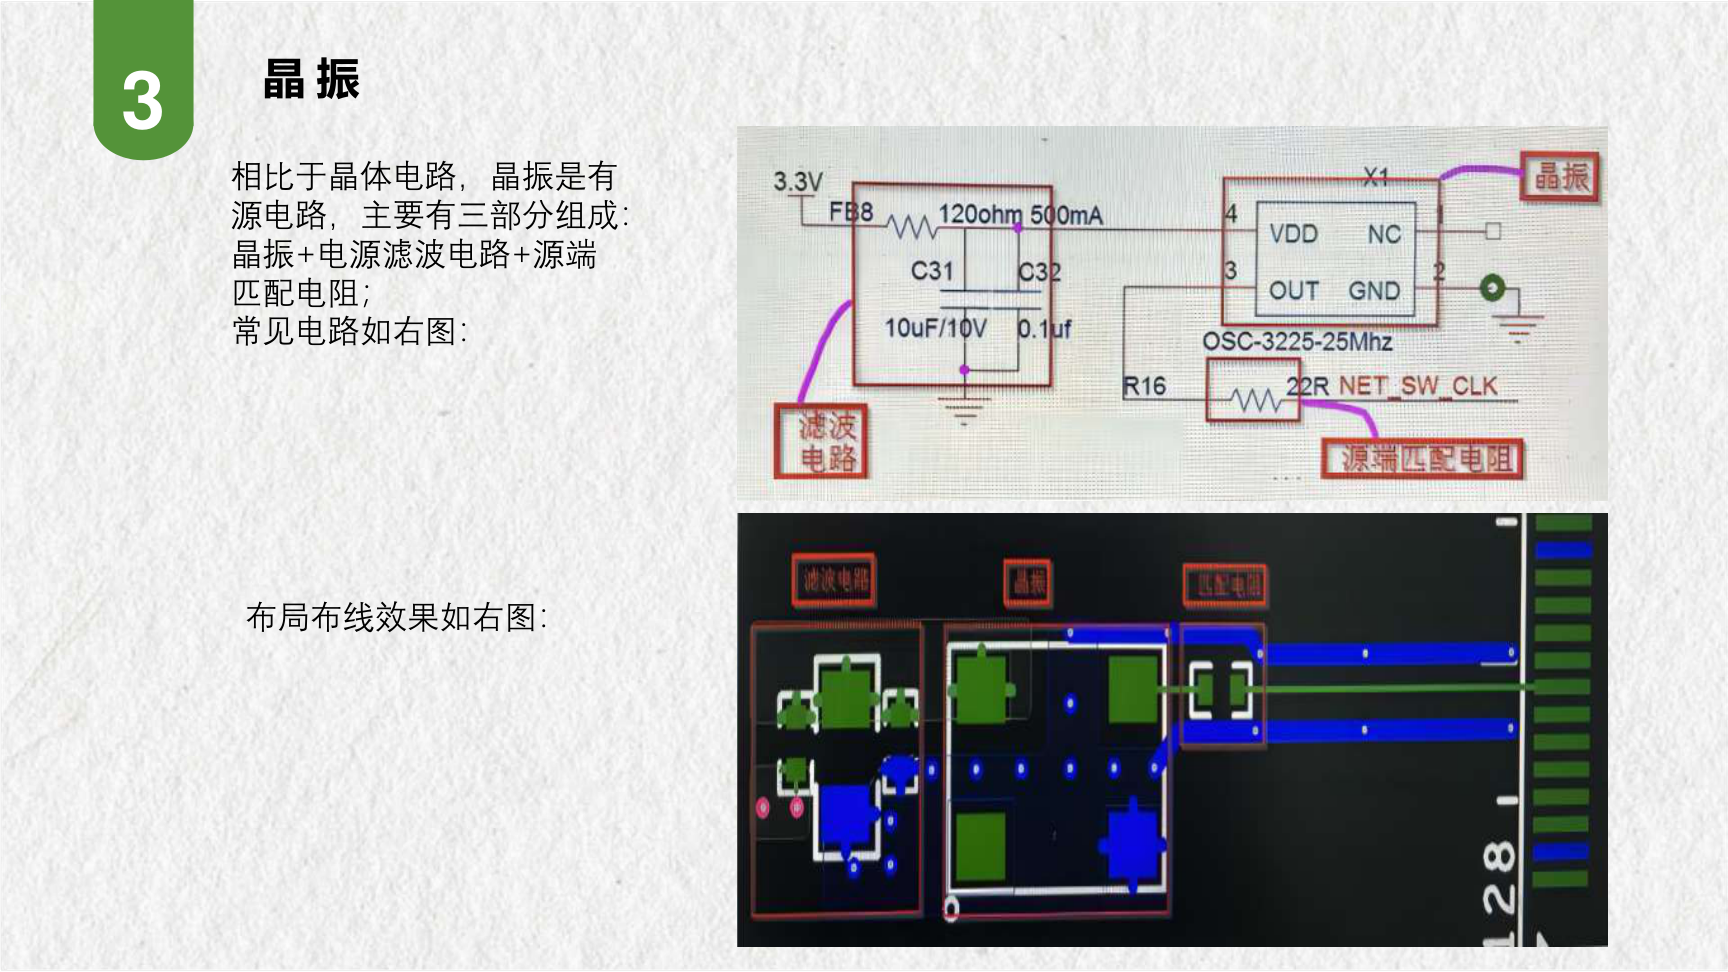 3
晶振
相比于晶体电路，晶振是有
源电路，主要有三部分组成：
晶振+电源滤波电路+源端
匹配电阻；
常见电路如右图：
3.3V
FB8
120ohm 500mA
C31
C32
10uF/10V
0.1uf
X1
晶振
4
VDD
NC
1
3
OUT
GND
2
OSC-3225-25Mhz
R16
22R
NET_SW_CLK
滤波
电路
源端匹配电阻
布局布线效果如右图：
滤波电路
晶振
匹配电阻
128